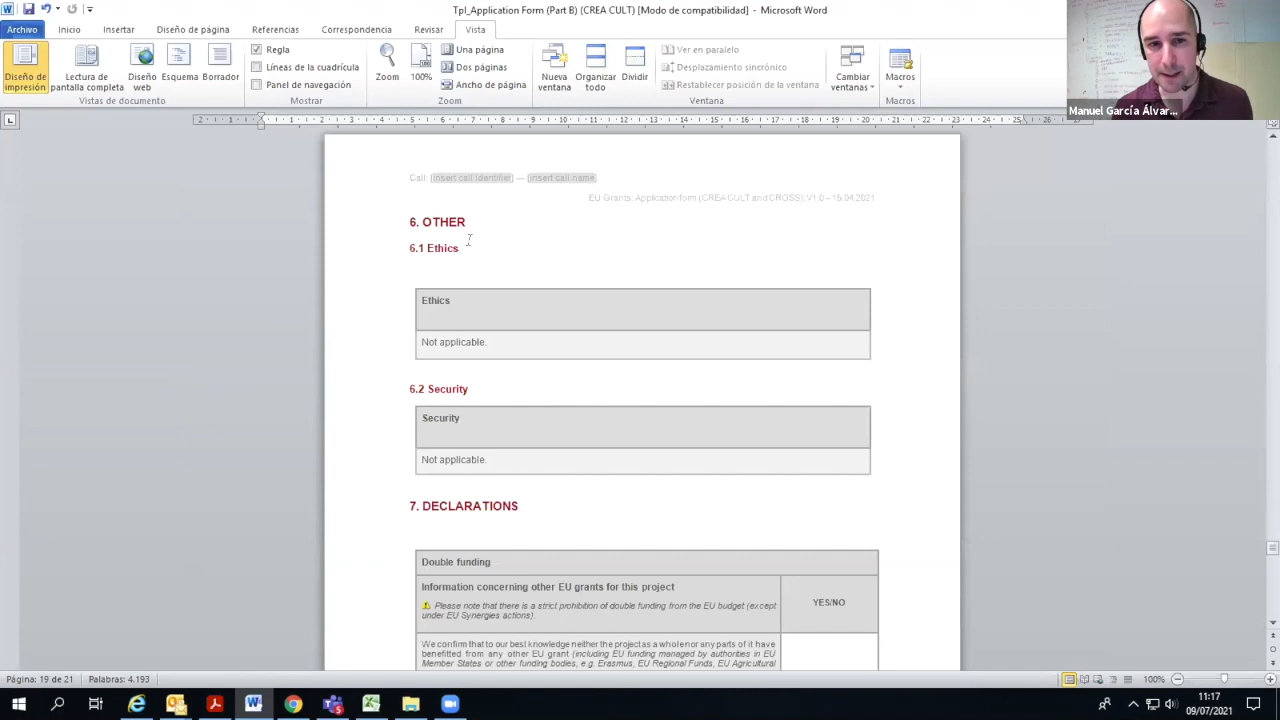 Tpl_Application Form (Part B) (CREA CULT) [Modo de compatibilidad] - Microsoft Word
Archivo Inicio Insertar Diseño de página Referencias Correspondencia Revisar Vista
Diseño de impresión
Lectura de pantalla completa
Diseño web
Esquema
Borrador
Vistas de documento
Regla
Líneas de la cuadrícula
Panel de navegación
Mostrar
Zoom
100%
Una página
Dos páginas
Ancho de página
Zoom
Nueva ventana
Organizar todo
Dividir
Ver en paralelo
Desplazamiento sincrónico
Restablecer posición de la ventana
Cambiar ventanas
Ventana
Macros
Macros
Manuel García Álvar...
Call: [insert call identifier] — [insert call name]
EU Grants: Application form (CREA CULT and CROSS): V1.0 – 15.04.2021
6. OTHER
6.1 Ethics
Ethics
Not applicable.
6.2 Security
Security
Not applicable.
7. DECLARATIONS
Double funding
Information concerning other EU grants for this project
Please note that there is a strict prohibition of double funding from the EU budget (except
under EU Synergies actions).
YES/NO
We confirm that to our best knowledge neither the project as a whole nor any parts of it have
benefitted from any other EU grant (including EU funding managed by authorities in EU
Member States or other funding bodies, e.g. Erasmus, EU Regional Funds, EU Agricultural
Página: 19 de 21 Palabras: 4.193
100%
11:17
09/07/2021